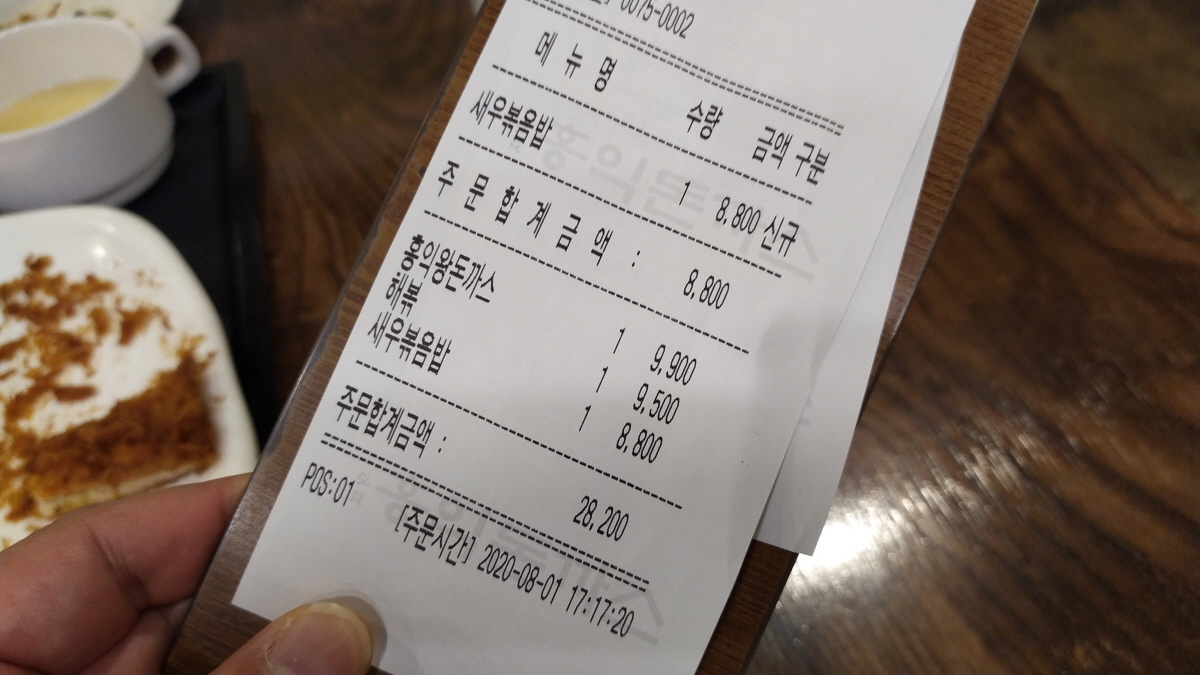 0075-0002
메 뉴 명 수량 금액 구분
새우볶음밥
1 8,800 신규
주 문 합 계 금 액 : 8,800
홍익왕돈까스 1 9,900
해볶 1 9,500
새우볶음밥 1 8,800
주문합계금액 : 28,200
POS:01 [주문시간] 2020-08-01 17:17:20